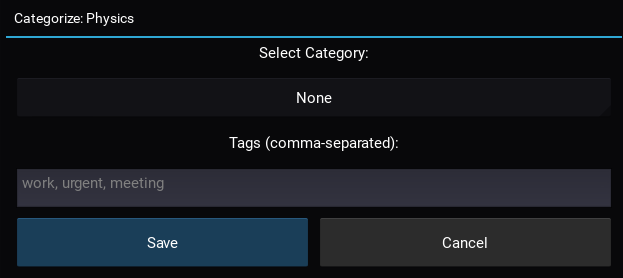 Categorize: Physics
Select Category:
None
Tags (comma-separated):
work, urgent, meeting
Save
Cancel